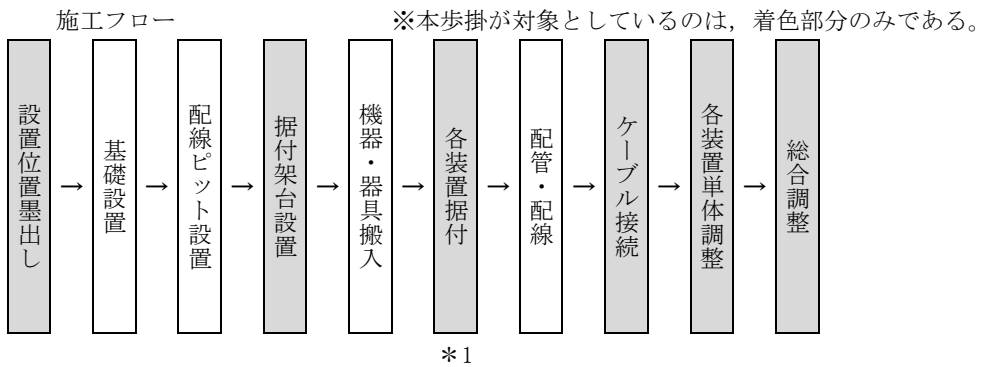 施工フロー
※本歩掛が対象としているのは，着色部分のみである。
設置位置墨出し
→
基礎設置
→
配線ピット設置
→
据付架台設置
→
機器・器具搬入
→
各装置据付
→
配管・配線
→
ケーブル接続
→
各装置単体調整
→
総合調整
＊1